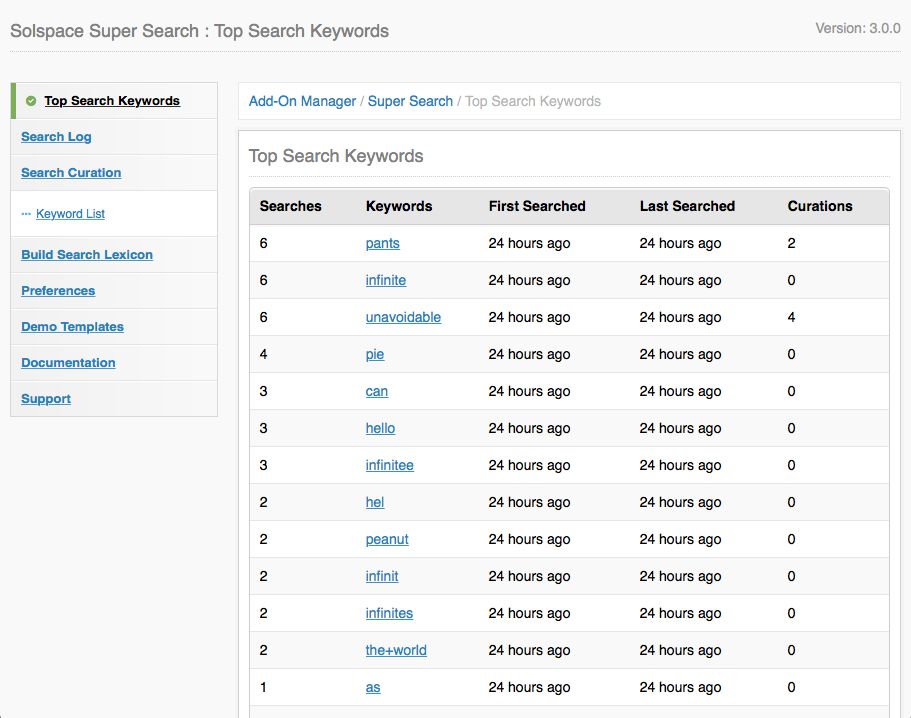 Solspace Super Search : Top Search Keywords
Version: 3.0.0
Top Search Keywords
Search Log
Search Curation
Keyword List
Build Search Lexicon
Preferences
Demo Templates
Documentation
Support
Add-On Manager / Super Search / Top Search Keywords
Top Search Keywords
Searches Keywords First Searched Last Searched Curations
6 pants 24 hours ago 24 hours ago 2
6 infinite 24 hours ago 24 hours ago 0
6 unavoidable 24 hours ago 24 hours ago 4
4 pie 24 hours ago 24 hours ago 0
3 can 24 hours ago 24 hours ago 0
3 hello 24 hours ago 24 hours ago 0
3 infinitee 24 hours ago 24 hours ago 0
2 hel 24 hours ago 24 hours ago 0
2 peanut 24 hours ago 24 hours ago 0
2 infinit 24 hours ago 24 hours ago 0
2 infinites 24 hours ago 24 hours ago 0
2 the+world 24 hours ago 24 hours ago 0
1 as 24 hours ago 24 hours ago 0